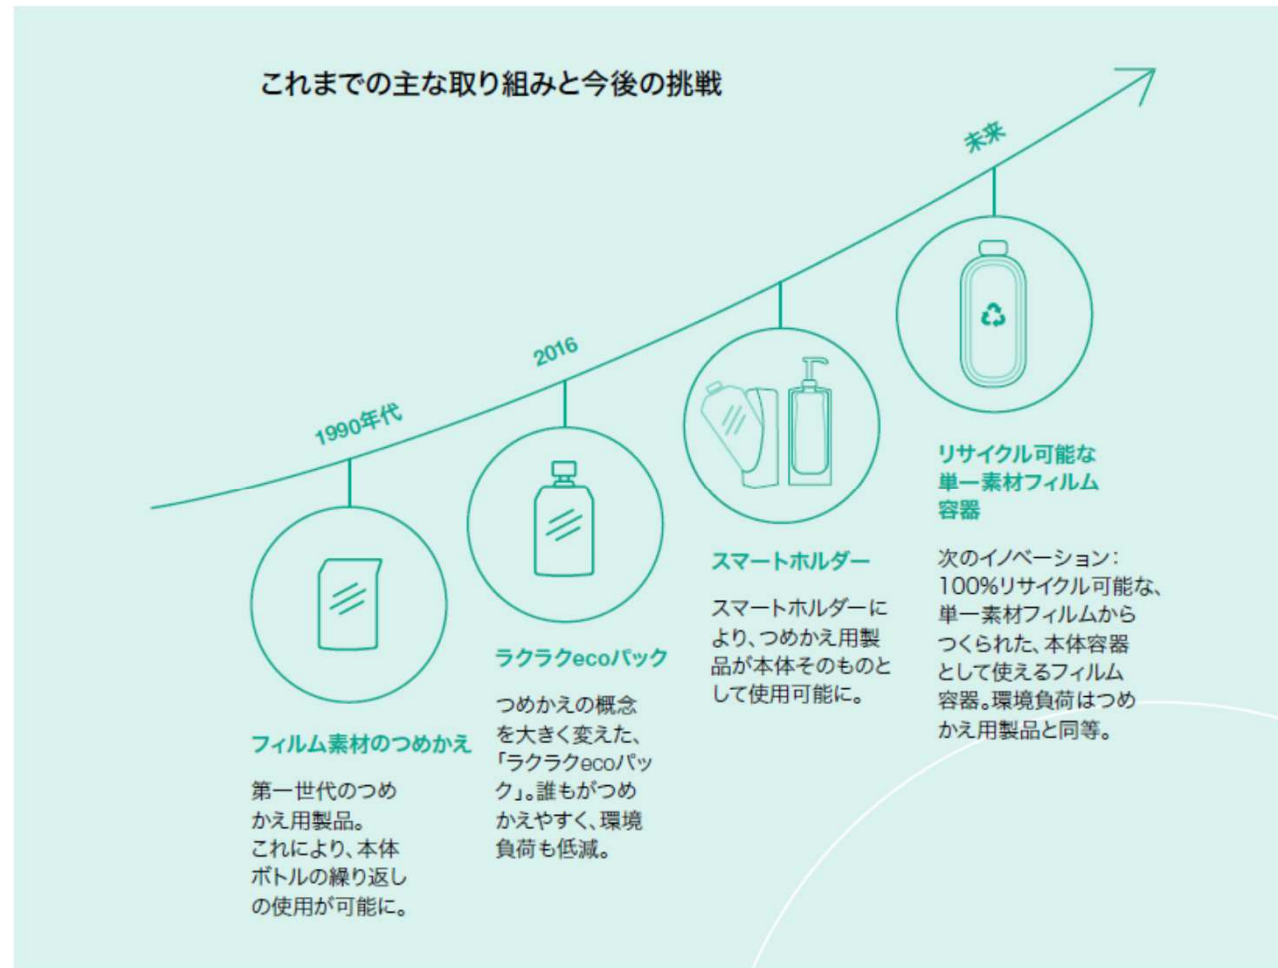 これまでの主な取り組みと今後の挑戦
1990年代
フィルム素材のつめかえ
第一世代のつめ
かえ用製品。
これにより、本体
ボトルの繰り返し
の使用が可能に。
2016
ラクラクecoパック
つめかえの概念
を大きく変えた、
「ラクラクecoパッ
ク」。誰もがつめ
かえやすく、環境
負荷も低減。
スマートホルダー
スマートホルダーに
より、つめかえ用製
品が本体そのものと
して使用可能に。
未来
リサイクル可能な
単一素材フィルム
容器
次のイノベーション：
100%リサイクル可能な、
単一素材フィルムから
つくられた、本体容器
として使えるフィルム
容器。環境負荷はつめ
かえ用製品と同等。